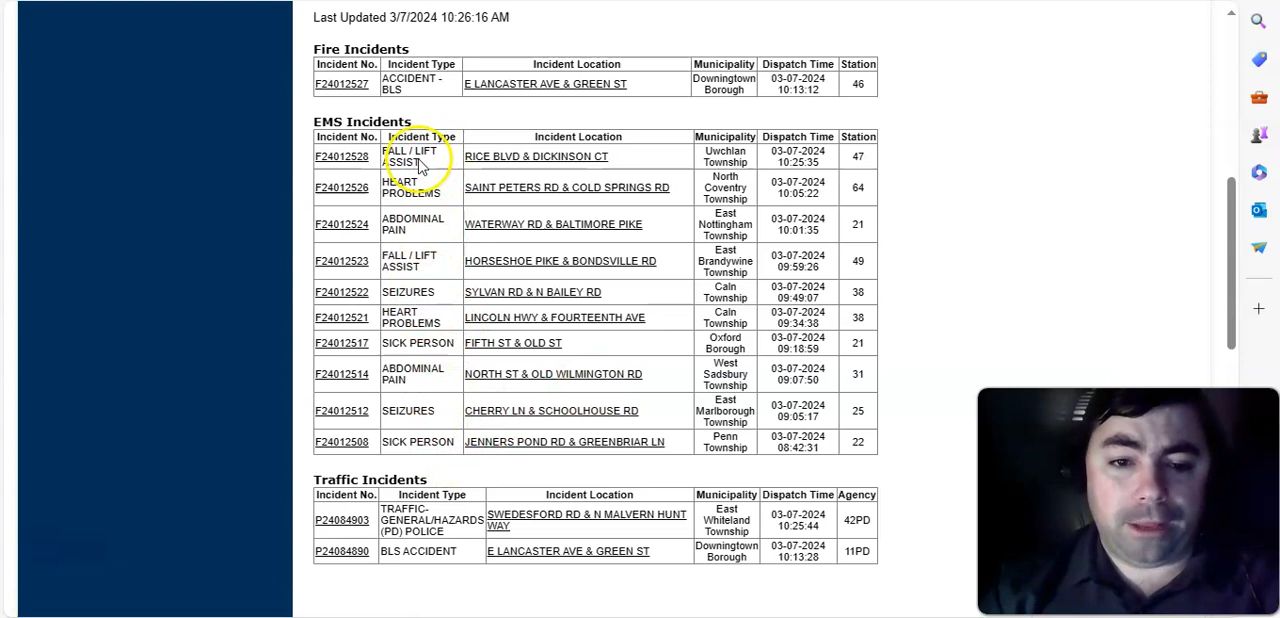 Last Updated 3/7/2024 10:26:16 AM
Fire Incidents
Incident No. Incident Type Incident Location Municipality Dispatch Time Station
F24012527 ACCIDENT - BLS E LANCASTER AVE & GREEN ST Downingtown Borough 03-07-2024 10:13:12 46
EMS Incidents
Incident No. Incident Type Incident Location Municipality Dispatch Time Station
F24012528 FALL / LIFT ASSIST RICE BLVD & DICKINSON CT Uwchlan Township 03-07-2024 10:25:35 47
F24012526 HEART PROBLEMS SAINT PETERS RD & COLD SPRINGS RD North Coventry Township 03-07-2024 10:05:22 64
F24012524 ABDOMINAL PAIN WATERWAY RD & BALTIMORE PIKE East Nottingham Township 03-07-2024 10:01:35 21
F24012523 FALL / LIFT ASSIST HORSESHOE PIKE & BONDSVILLE RD East Brandywine Township 03-07-2024 09:59:26 49
F24012522 SEIZURES SYLVAN RD & N BAILEY RD Caln Township 03-07-2024 09:49:07 38
F24012521 HEART PROBLEMS LINCOLN HWY & FOURTEENTH AVE Caln Township 03-07-2024 09:34:38 38
F24012517 SICK PERSON FIFTH ST & OLD ST Oxford Borough 03-07-2024 09:18:59 21
F24012514 ABDOMINAL PAIN NORTH ST & OLD WILMINGTON RD West Sadsbury Township 03-07-2024 09:07:50 31
F24012512 SEIZURES CHERRY LN & SCHOOLHOUSE RD East Marlborough Township 03-07-2024 09:05:17 25
F24012508 SICK PERSON JENNERS POND RD & GREENBRIAR LN Penn Township 03-07-2024 08:42:31 22
Traffic Incidents
Incident No. Incident Type Incident Location Municipality Dispatch Time Agency
P24084903 TRAFFIC-GENERAL/HAZARDS (PD) POLICE SWEDESFORD RD & N MALVERN HUNT WAY East Whiteland Township 03-07-2024 10:25:44 42PD
P24084890 BLS ACCIDENT E LANCASTER AVE & GREEN ST Downingtown Borough 03-07-2024 10:13:28 11PD